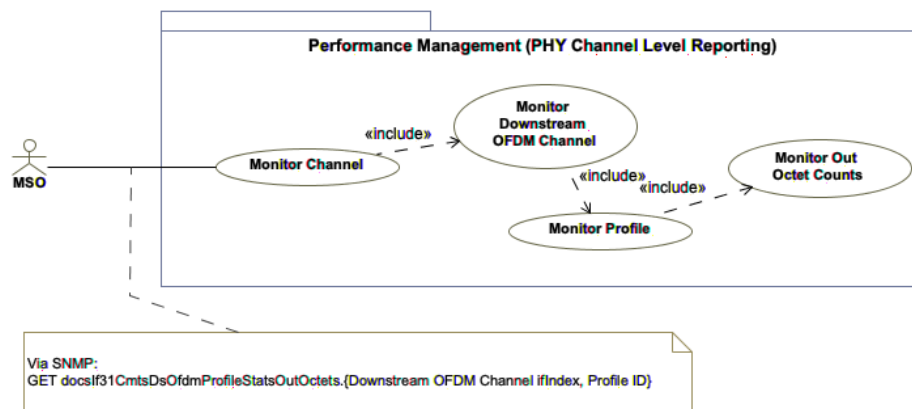 Performance Management (PHY Channel Level Reporting)
Monitor
Downstream
OFDM Channel
«include»
Monitor Channel
MSO
«include»
«include»
Monitor Out
Octet Counts
Monitor Profile
Via SNMP:
GET docsIf31CmtsDsOfdmProfileStatsOutOctets.{Downstream OFDM Channel ifIndex, Profile ID}